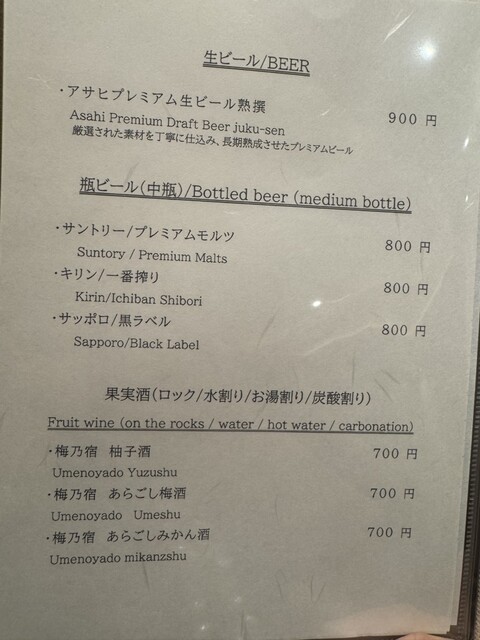 生ビール/BEER
・アサヒプレミアム生ビール熟撰 900 円
Asahi Premium Draft Beer juku-sen
厳選された素材を丁寧に仕込み、長期熟成させたプレミアムビール
瓶ビール(中瓶)/Bottled beer (medium bottle)
・サントリー/プレミアムモルツ 800 円
Suntory / Premium Malts
・キリン/一番搾り 800 円
Kirin/Ichiban Shibori
・サッポロ/黒ラベル 800 円
Sapporo/Black Label
果実酒(ロック/水割り/お湯割り/炭酸割り)
Fruit wine (on the rocks / water / hot water / carbonation)
・梅乃宿 柚子酒 700 円
Umenoyado Yuzushu
・梅乃宿 あらごし梅酒 700 円
Umenoyado Umeshu
・梅乃宿 あらごしみかん酒 700 円
Umenoyado mikanzshu